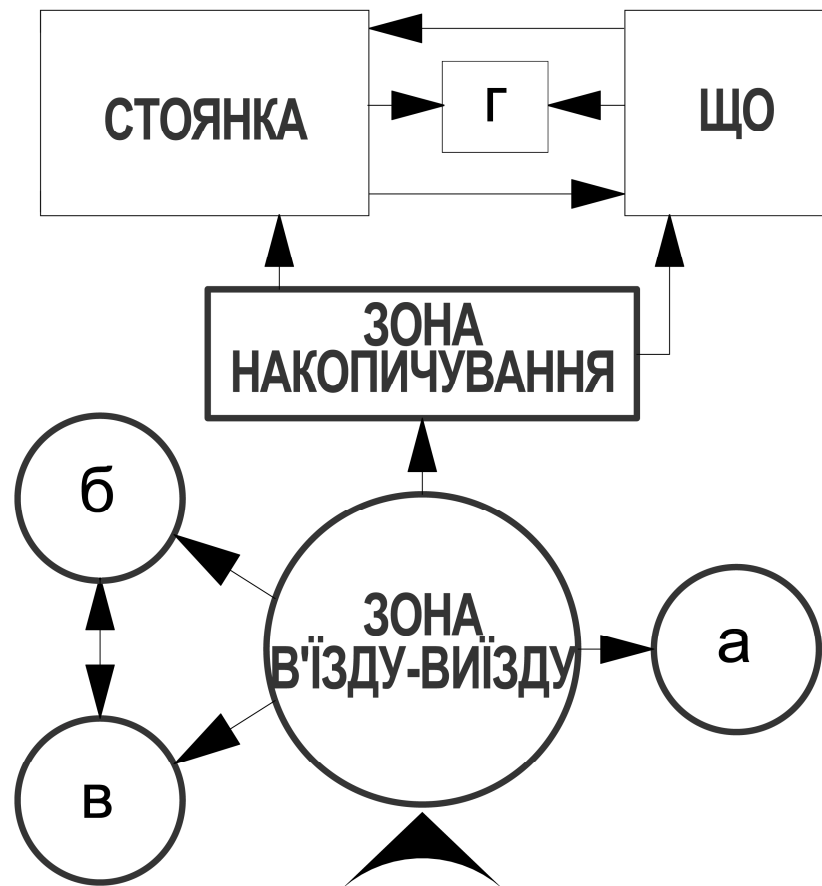 СТОЯНКА
Г
ЩО
ЗОНА
НАКОПИЧУВАННЯ
б
ЗОНА
В'ЇЗДУ-ВИЇЗДУ
а
в